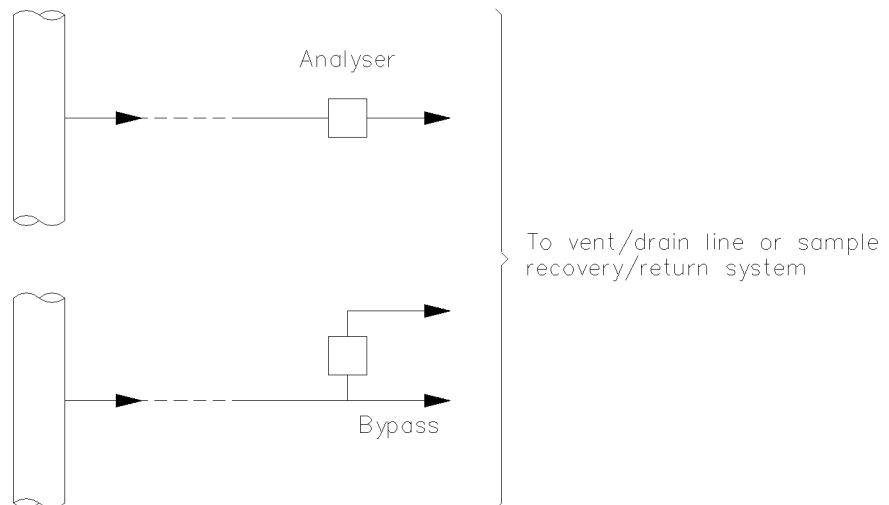 Analyser
To vent/drain line or sample
recovery/return system
Bypass